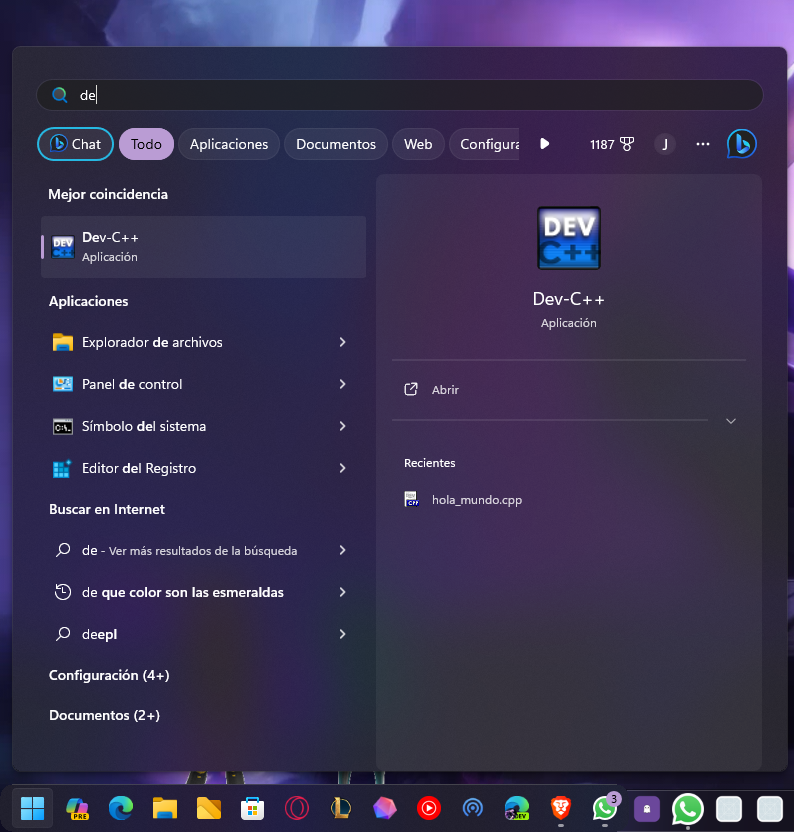 de
Chat
Todo
Aplicaciones
Documentos
Web
Configura
1187
J
Mejor coincidencia
DEV
Dev-C++
Aplicación
Aplicaciones
Explorador de archivos
Panel de control
C:\.
Símbolo del sistema
Editor del Registro
Buscar en Internet
de - Ver más resultados de la búsqueda
de que color son las esmeraldas
deepl
Configuración (4+)
Documentos (2+)
DEV
C++
Dev-C++
Aplicación
Abrir
Recientes
CPP
hola_mundo.cpp
PRE
DEV
3